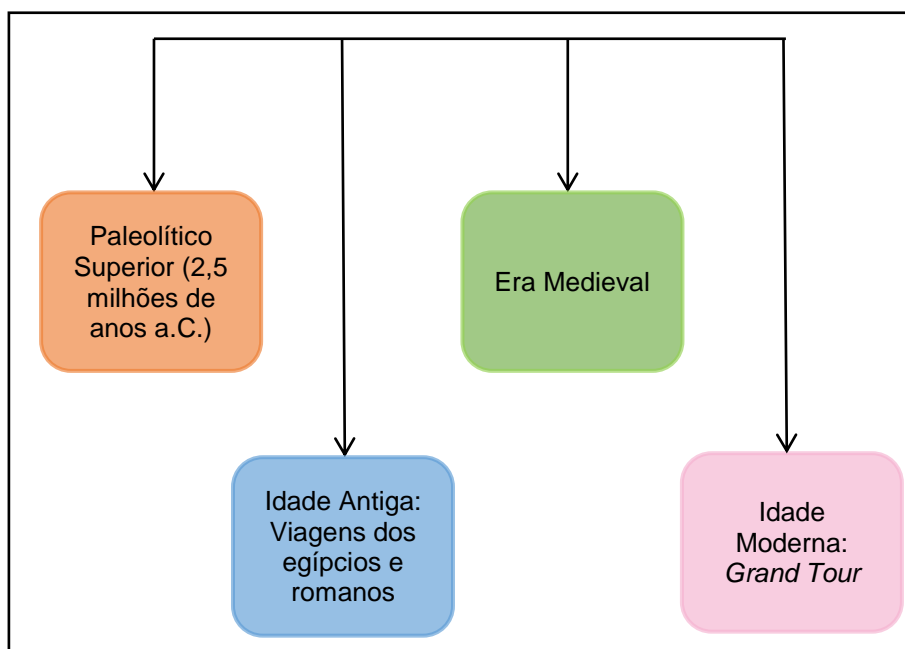 Paleolítico
Superior (2,5
milhões de
anos a.C.)
Era Medieval
Idade Antiga:
Viagens dos
egípcios e
romanos
Idade
Moderna:
Grand Tour